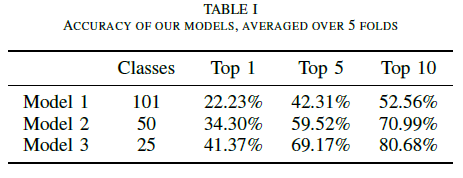 TABLE I
ACCURACY OF OUR MODELS, AVERAGED OVER 5 FOLDS
Classes Top 1 Top 5 Top 10
Model 1 101 22.23% 42.31% 52.56%
Model 2 50 34.30% 59.52% 70.99%
Model 3 25 41.37% 69.17% 80.68%